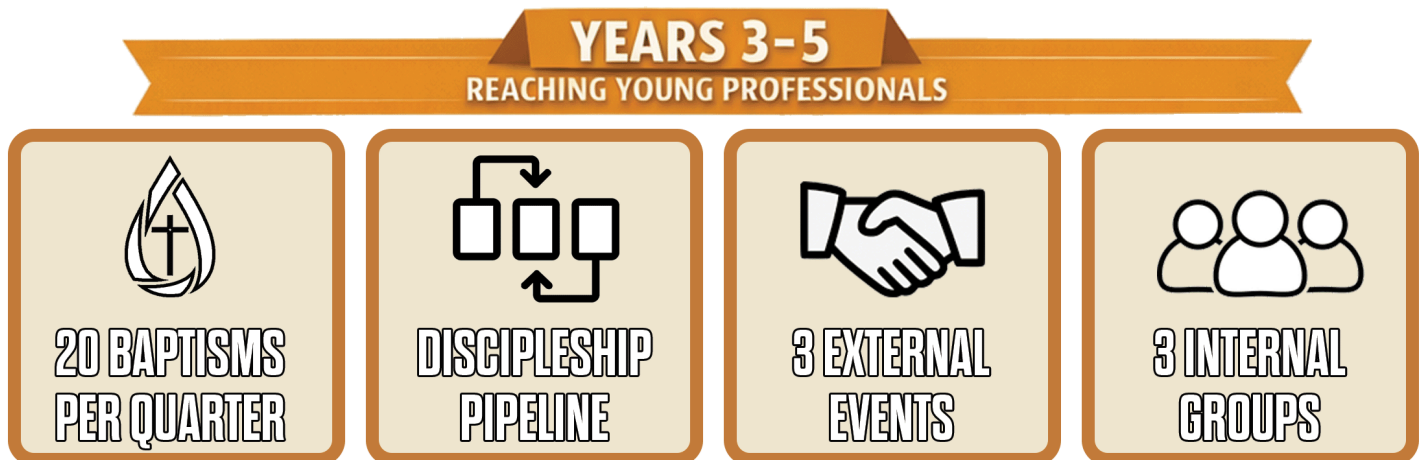 YEARS 3-5
REACHING YOUNG PROFESSIONALS
20 BAPTISMS
PER QUARTER
DISCIPLESHIP
PIPELINE
3 EXTERNAL
EVENTS
3 INTERNAL
GROUPS